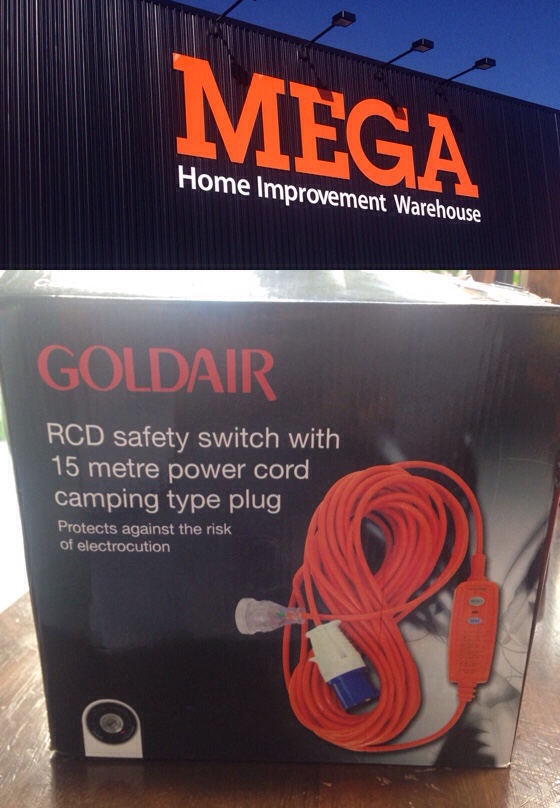 MEGA
Home Improvement Warehouse
GOLDAIR
RCD safety switch with
15 metre power cord
camping type plug
Protects against the risk
of electrocution